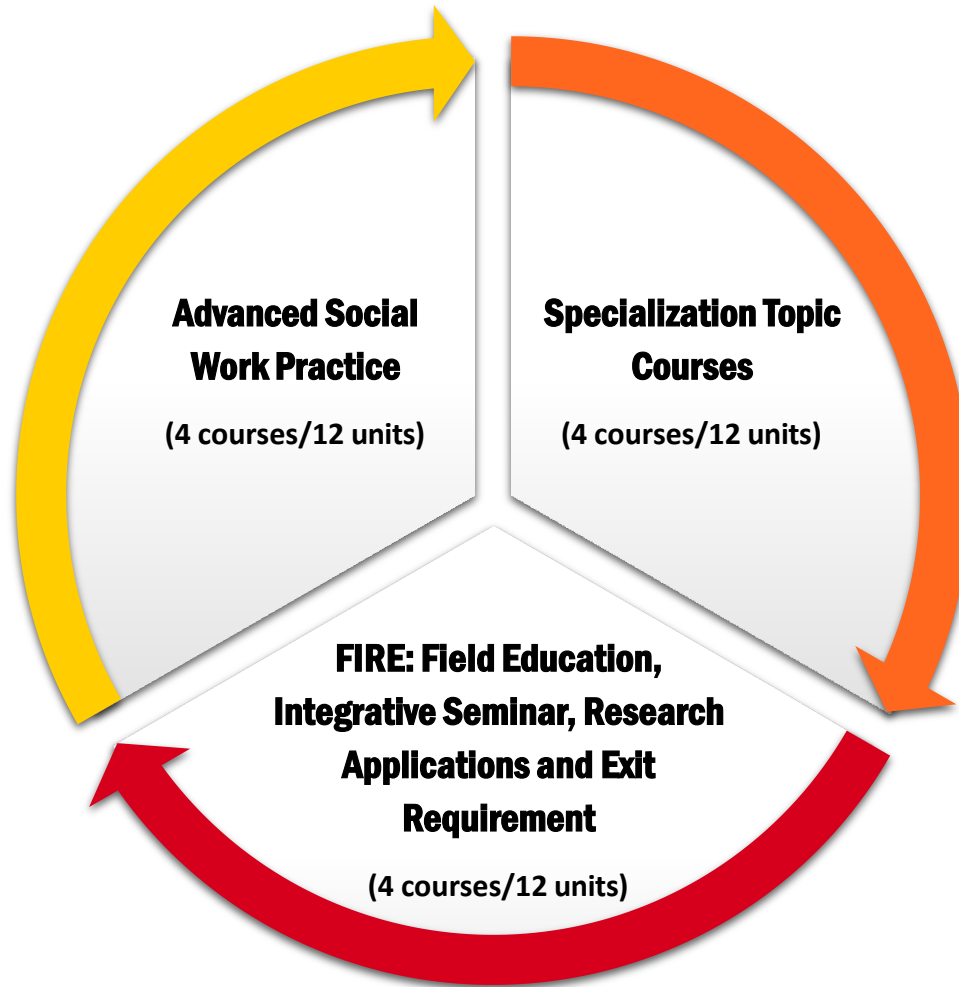 Advanced Social
Work Practice
(4 courses/12 units)
Specialization Topic
Courses
(4 courses/12 units)
FIRE: Field Education,
Integrative Seminar, Research
Applications and Exit
Requirement
(4 courses/12 units)